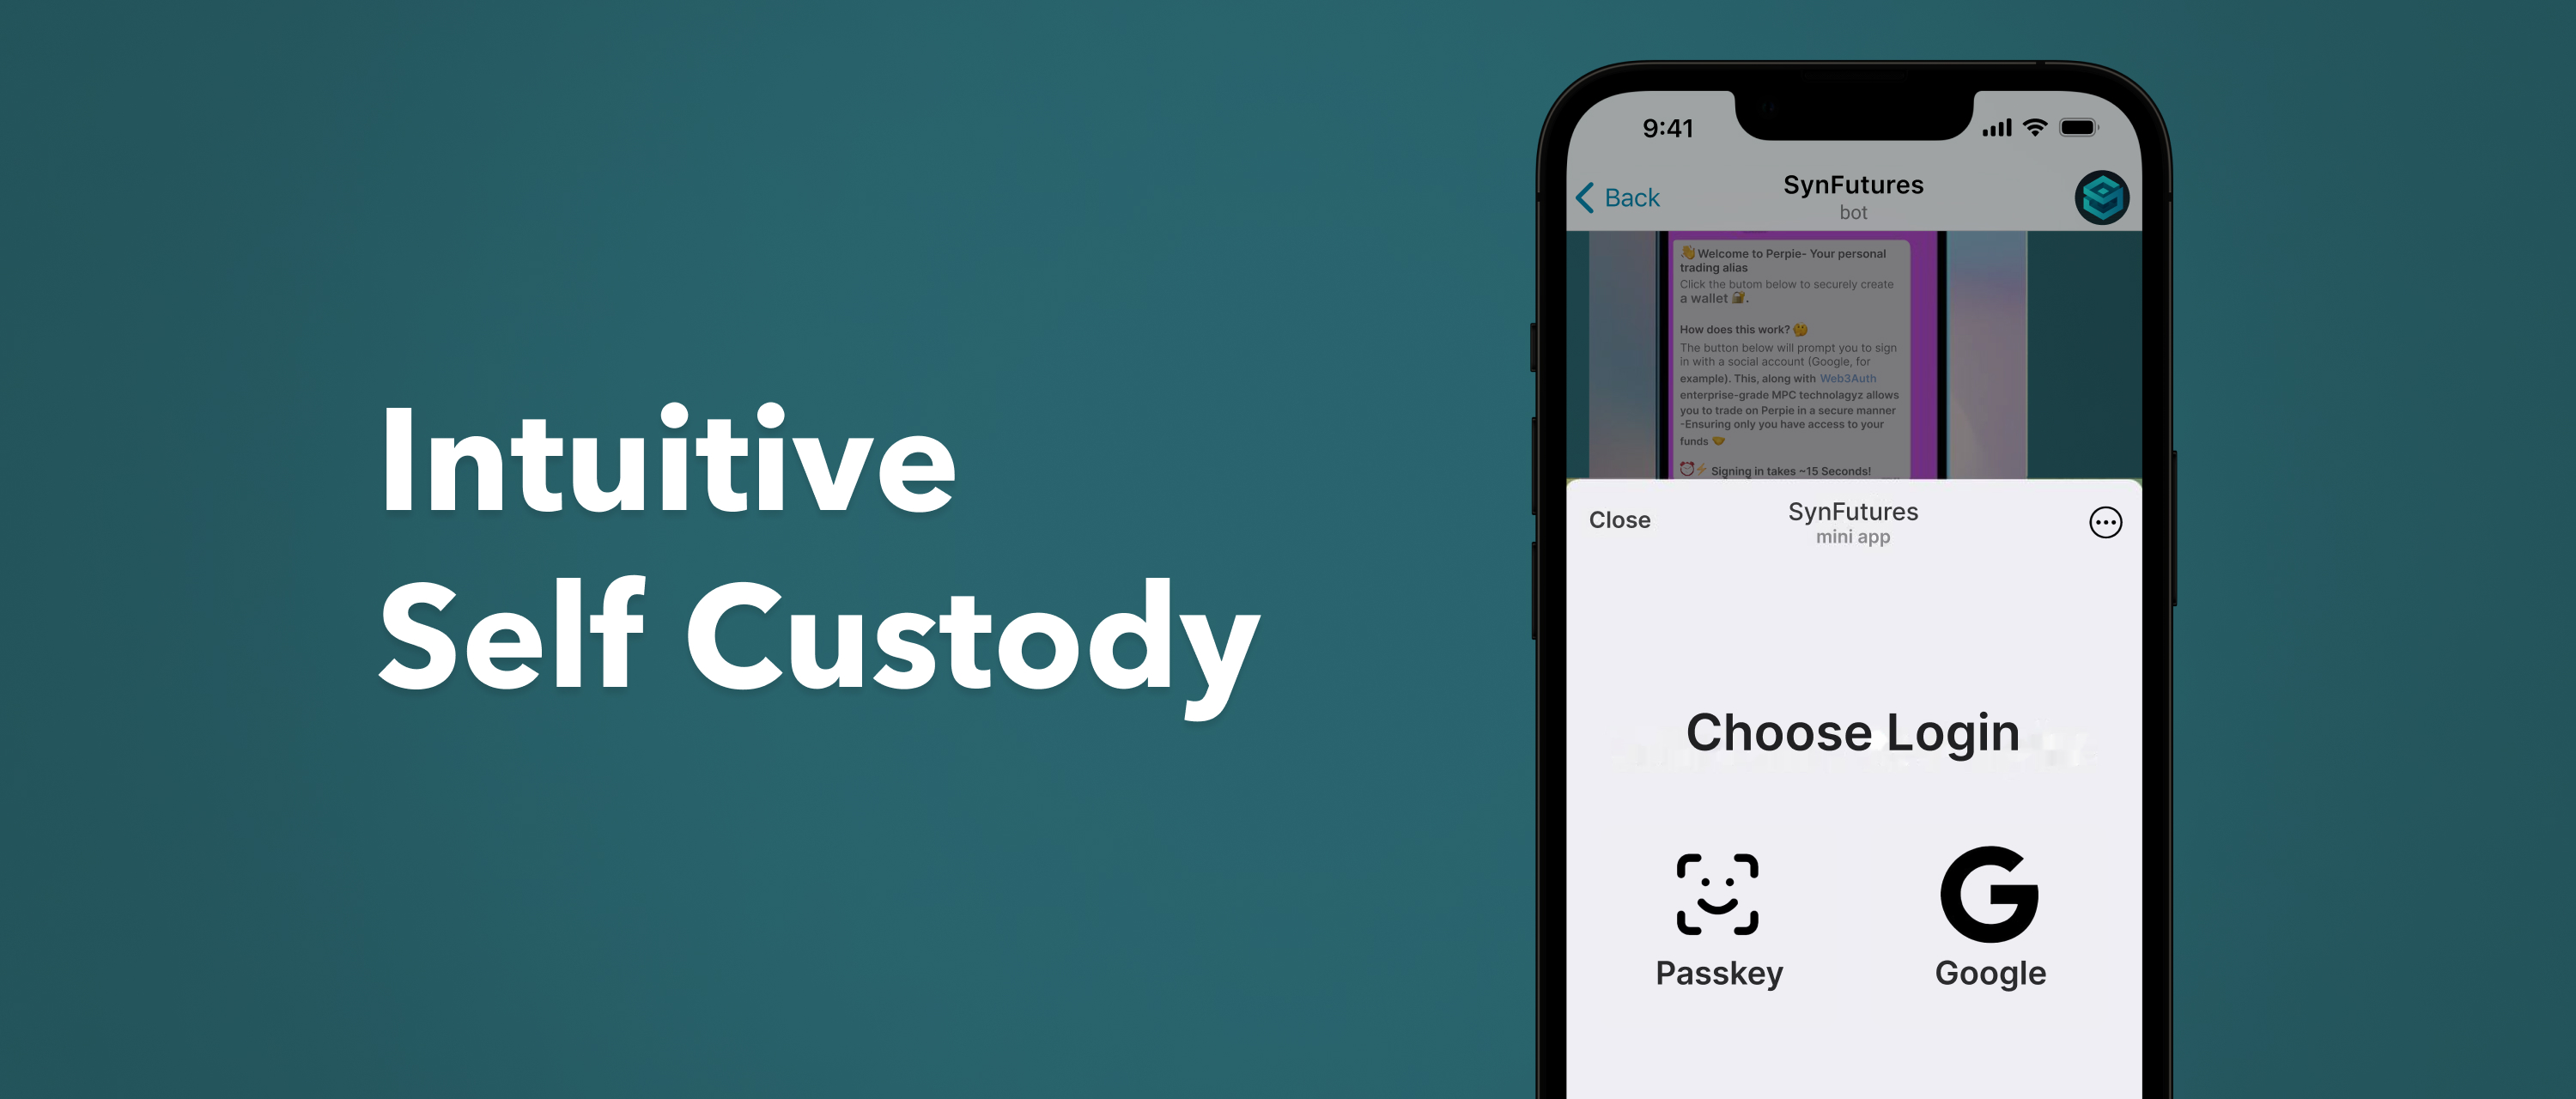 Intuitive
Self Custody
9:41
Back
SynFutures
bot
Welcome to Perpie- Your personal
trading alias
Click the butom below to securely create
a wallet 🔐.
How does this work? 🤔
The button below will prompt you to sign
in with a social account (Google, for
example). This, along with Web3Auth
enterprise-grade MPC technolagyz allows
you to trade on Perpie in a secure manner
-Ensuring only you have access to your
funds 🤝
⏰⚡ Signing in takes ~15 Seconds!
Close
SynFutures
mini app
Choose Login
Passkey
Google